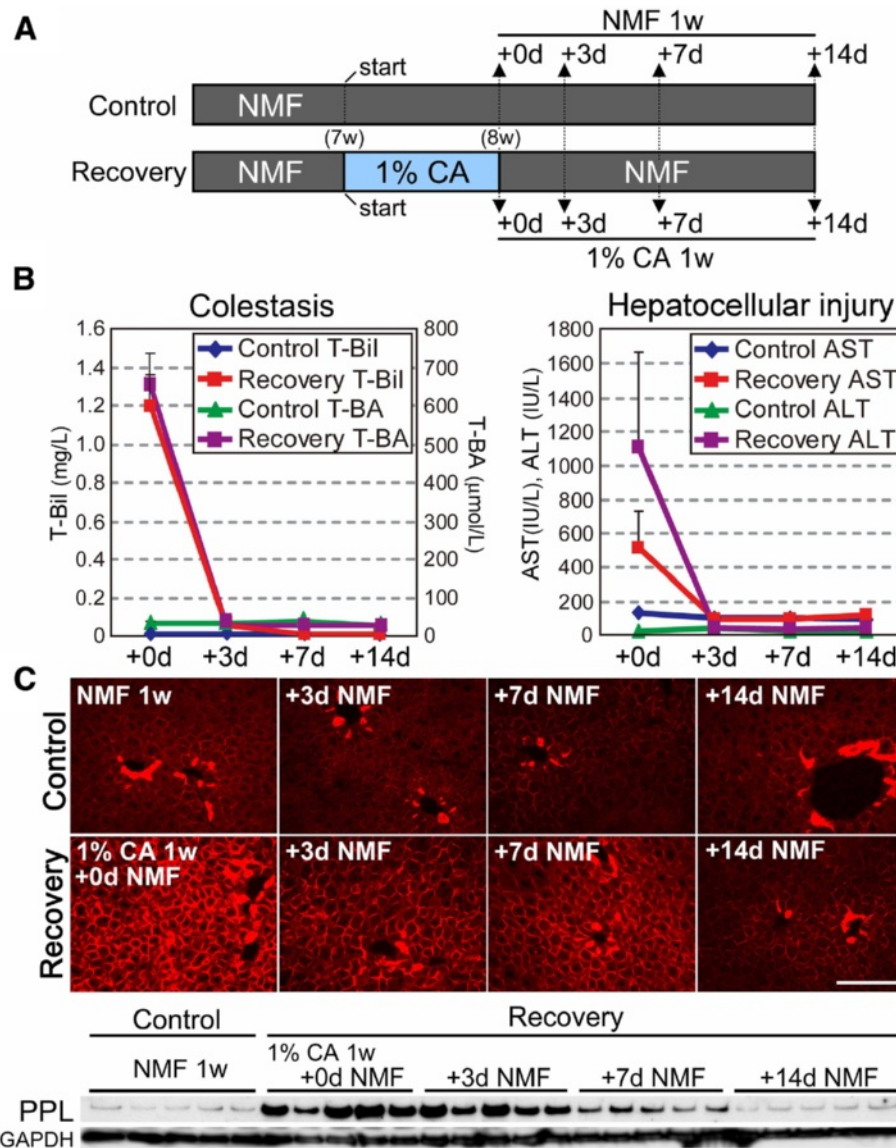 A
NMF 1w
+0d +3d +7d +14d
start
Control NMF
(7w) (8w)
Recovery NMF 1% CA NMF
start
+0d +3d +7d +14d
1% CA 1w
B
Colestasis
T-Bil (mg/L)
1.6
1.4
1.2
1.0
0.8
0.6
0.4
0.2
0
Control T-Bil
Recovery T-Bil
Control T-BA
Recovery T-BA
800
700
600
500
400
300
200
100
0
T-BA (μmol/L)
+0d +3d +7d +14d
Hepatocellular injury
AST(IU/L), ALT (IU/L)
1800
1600
1400
1200
1000
800
600
400
200
0
Control AST
Recovery AST
Control ALT
Recovery ALT
+0d +3d +7d +14d
C
Control
NMF 1w
+3d NMF
+7d NMF
+14d NMF
Recovery
1% CA 1w
+0d NMF
+3d NMF
+7d NMF
+14d NMF
Control Recovery
NMF 1w
1% CA 1w
+0d NMF +3d NMF +7d NMF +14d NMF
PPL
GAPDH